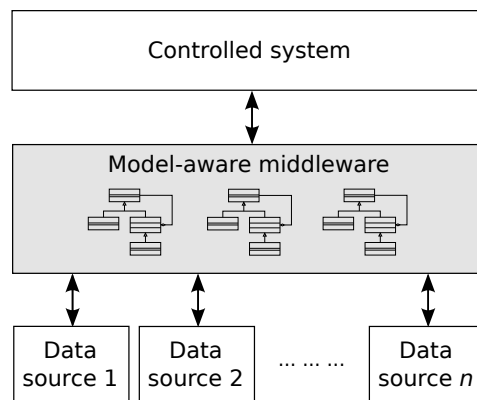 Controlled system
Model-aware middleware
Data
source 1
Data
source 2
... ... ...
Data
source n